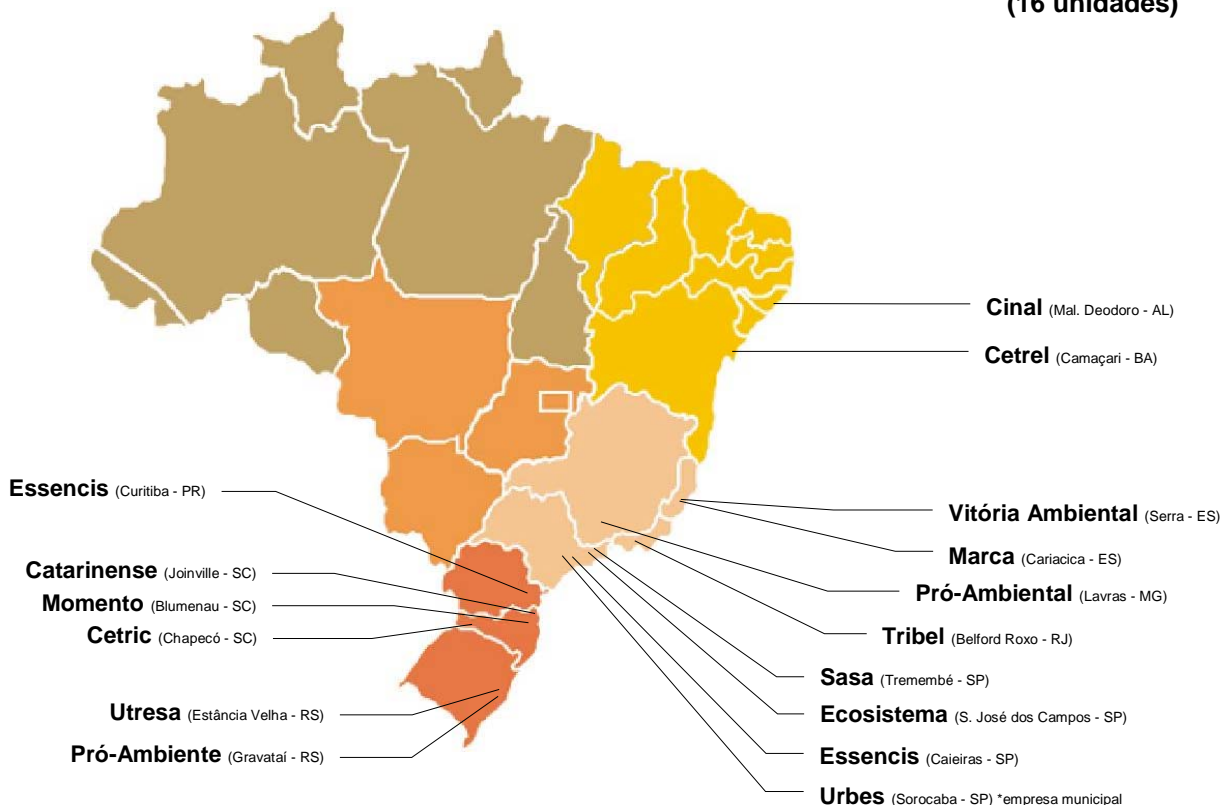 (16 unidades)
Cinal (Mal. Deodoro - AL)
Cetrel (Camaçari - BA)
Essencis (Curitiba - PR)
Vitória Ambiental (Serra - ES)
Marca (Cariacica - ES)
Catarinense (Joinville - SC)
Pró-Ambiental (Lavras - MG)
Momento (Blumenau - SC)
Cetric (Chapecó - SC)
Tribel (Belford Roxo - RJ)
Sasa (Tremembé - SP)
Utresa (Estância Velha - RS)
Ecosistema (S. José dos Campos - SP)
Pró-Ambiente (Gravataí - RS)
Essencis (Caieiras - SP)
Urbes (Sorocaba - SP) *empresa municipal